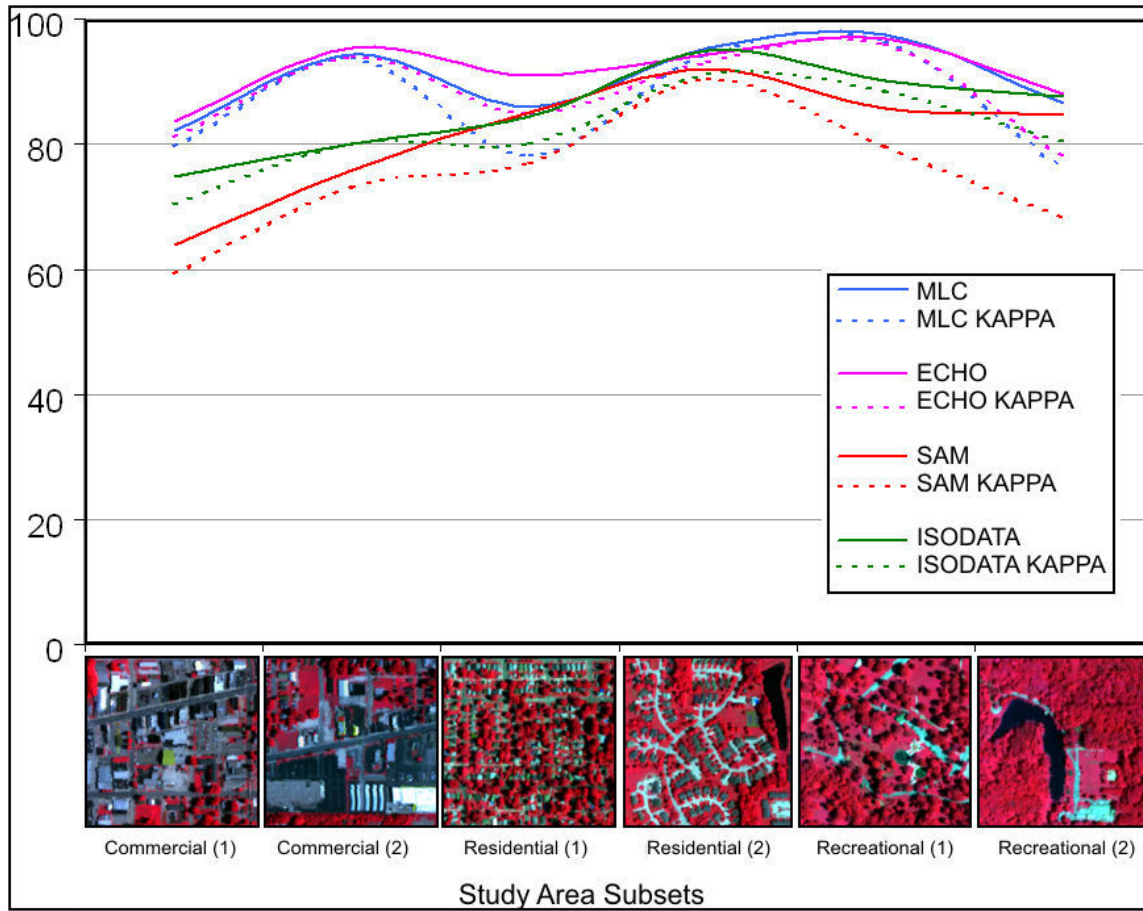 100
80
60
40
20
0
MLC
MLC KAPPA
ECHO
ECHO KAPPA
SAM
SAM KAPPA
ISODATA
ISODATA KAPPA
Commercial (1)
Commercial (2)
Residential (1)
Residential (2)
Recreational (1)
Recreational (2)
Study Area Subsets